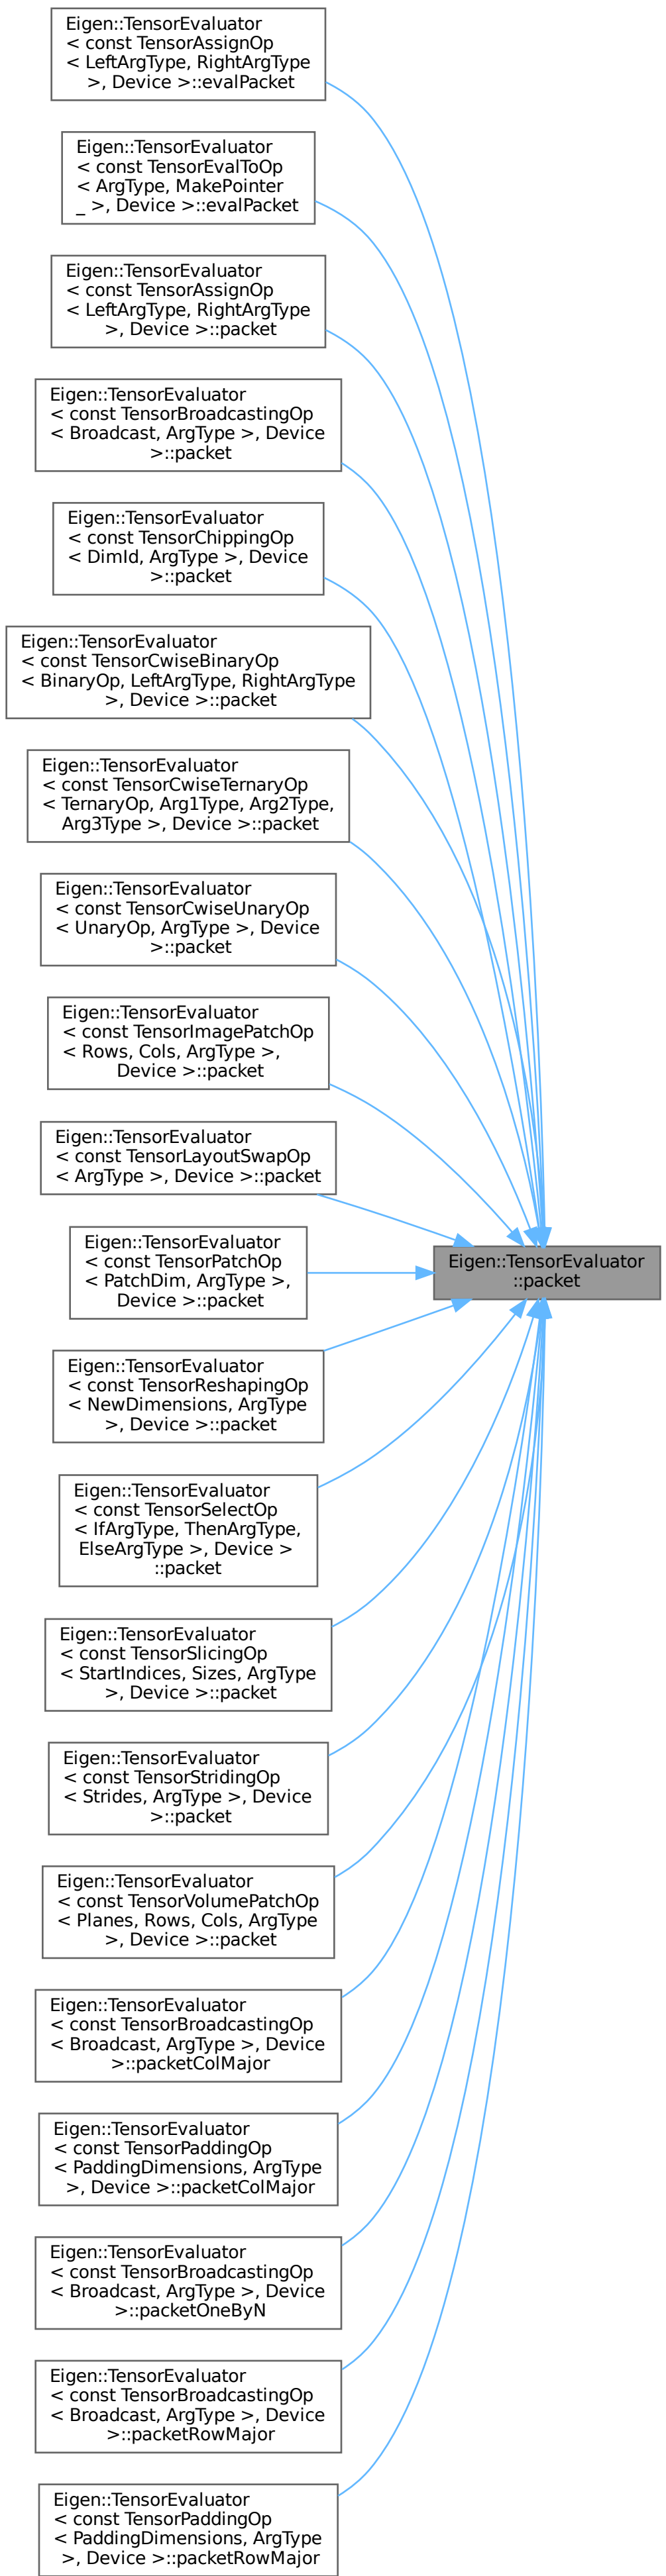 Eigen::TensorEvaluator
< const TensorAssignOp
< LeftArgType, RightArgType
>, Device >::evalPacket
Eigen::TensorEvaluator
< const TensorEvalToOp
< ArgType, MakePointer
_ >, Device >::evalPacket
Eigen::TensorEvaluator
< const TensorAssignOp
< LeftArgType, RightArgType
>, Device >::packet
Eigen::TensorEvaluator
< const TensorBroadcastingOp
< Broadcast, ArgType >, Device
>::packet
Eigen::TensorEvaluator
< const TensorChippingOp
< DimId, ArgType >, Device
>::packet
Eigen::TensorEvaluator
< const TensorCwiseBinaryOp
< BinaryOp, LeftArgType, RightArgType
>, Device >::packet
Eigen::TensorEvaluator
< const TensorCwiseTernaryOp
< TernaryOp, Arg1Type, Arg2Type,
Arg3Type >, Device >::packet
Eigen::TensorEvaluator
< const TensorCwiseUnaryOp
< UnaryOp, ArgType >, Device
>::packet
Eigen::TensorEvaluator
< const TensorImagePatchOp
< Rows, Cols, ArgType >,
Device >::packet
Eigen::TensorEvaluator
< const TensorLayoutSwapOp
< ArgType >, Device >::packet
Eigen::TensorEvaluator
< const TensorPatchOp
< PatchDim, ArgType >,
Device >::packet
Eigen::TensorEvaluator
::packet
Eigen::TensorEvaluator
< const TensorReshapingOp
< NewDimensions, ArgType
>, Device >::packet
Eigen::TensorEvaluator
< const TensorSelectOp
< IfArgType, ThenArgType,
ElseArgType >, Device >
::packet
Eigen::TensorEvaluator
< const TensorSlicingOp
< StartIndices, Sizes, ArgType
>, Device >::packet
Eigen::TensorEvaluator
< const TensorStridingOp
< Strides, ArgType >, Device
>::packet
Eigen::TensorEvaluator
< const TensorVolumePatchOp
< Planes, Rows, Cols, ArgType
>, Device >::packet
Eigen::TensorEvaluator
< const TensorBroadcastingOp
< Broadcast, ArgType >, Device
>::packetColMajor
Eigen::TensorEvaluator
< const TensorPaddingOp
< PaddingDimensions, ArgType
>, Device >::packetColMajor
Eigen::TensorEvaluator
< const TensorBroadcastingOp
< Broadcast, ArgType >, Device
>::packetOneByN
Eigen::TensorEvaluator
< const TensorBroadcastingOp
< Broadcast, ArgType >, Device
>::packetRowMajor
Eigen::TensorEvaluator
< const TensorPaddingOp
< PaddingDimensions, ArgType
>, Device >::packetRowMajor